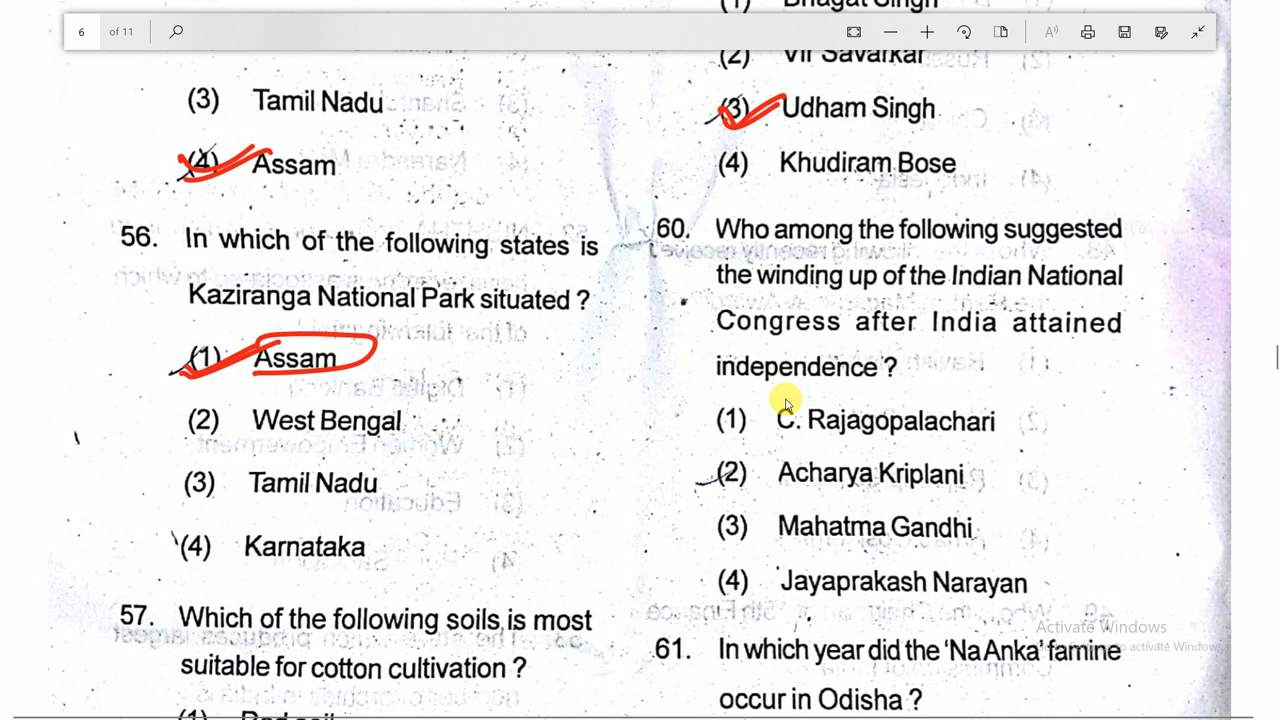 6 of 11
(3) Tamil Nadu
(4) Assam
56. In which of the following states is
Kaziranga National Park situated ?
(1) Assam
(2) West Bengal
(3) Tamil Nadu
(4) Karnataka
57. Which of the following soils is most
suitable for cotton cultivation ?
(1) Bhagat Singh
(2) Vir Savarkar
(3) Udham Singh
(4) Khudiram Bose
60. Who among the following suggested
the winding up of the Indian National
Congress after India attained
independence ?
(1) C. Rajagopalachari
(2) Acharya Kriplani
(3) Mahatma Gandhi
(4) Jayaprakash Narayan
61. In which year did the 'Na Anka' famine
occur in Odisha ?
Activate Windows